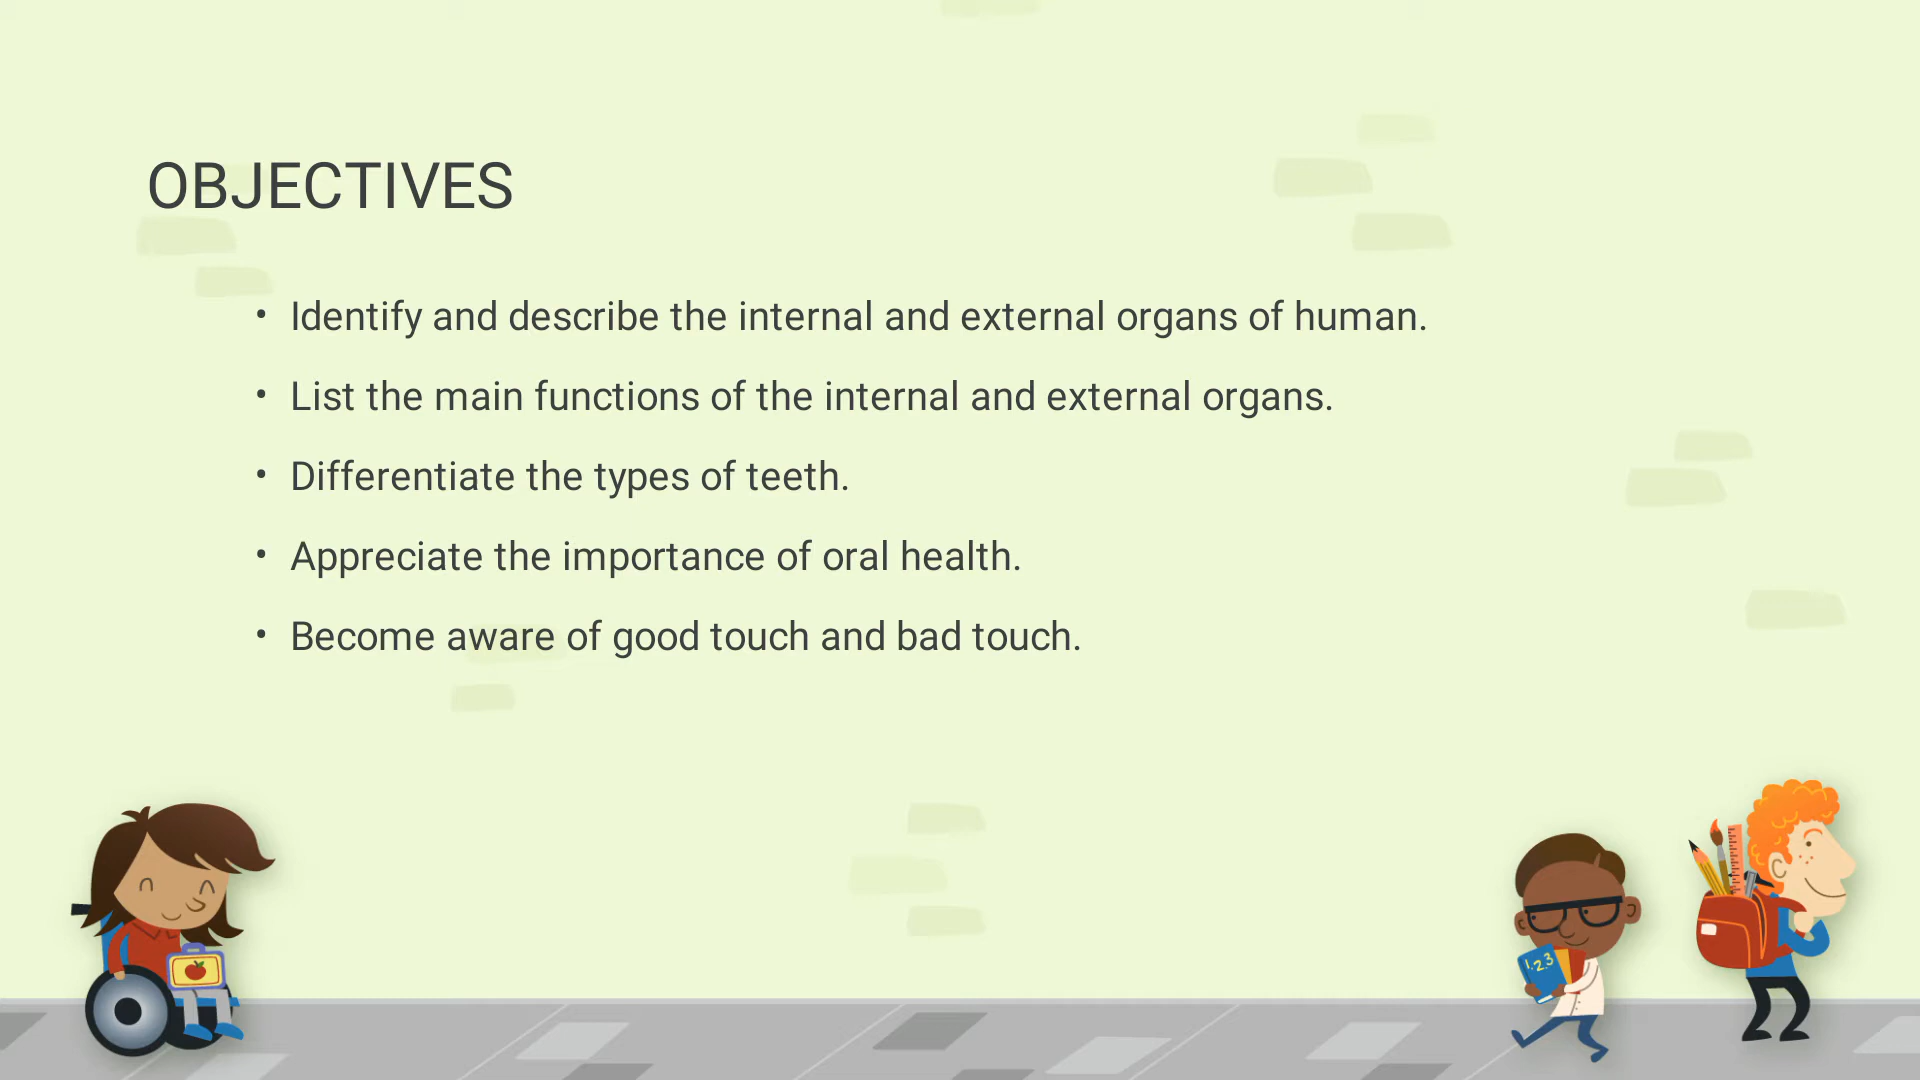 OBJECTIVES
• Identify and describe the internal and external organs of human.
• List the main functions of the internal and external organs.
• Differentiate the types of teeth.
• Appreciate the importance of oral health.
• Become aware of good touch and bad touch.
1.23